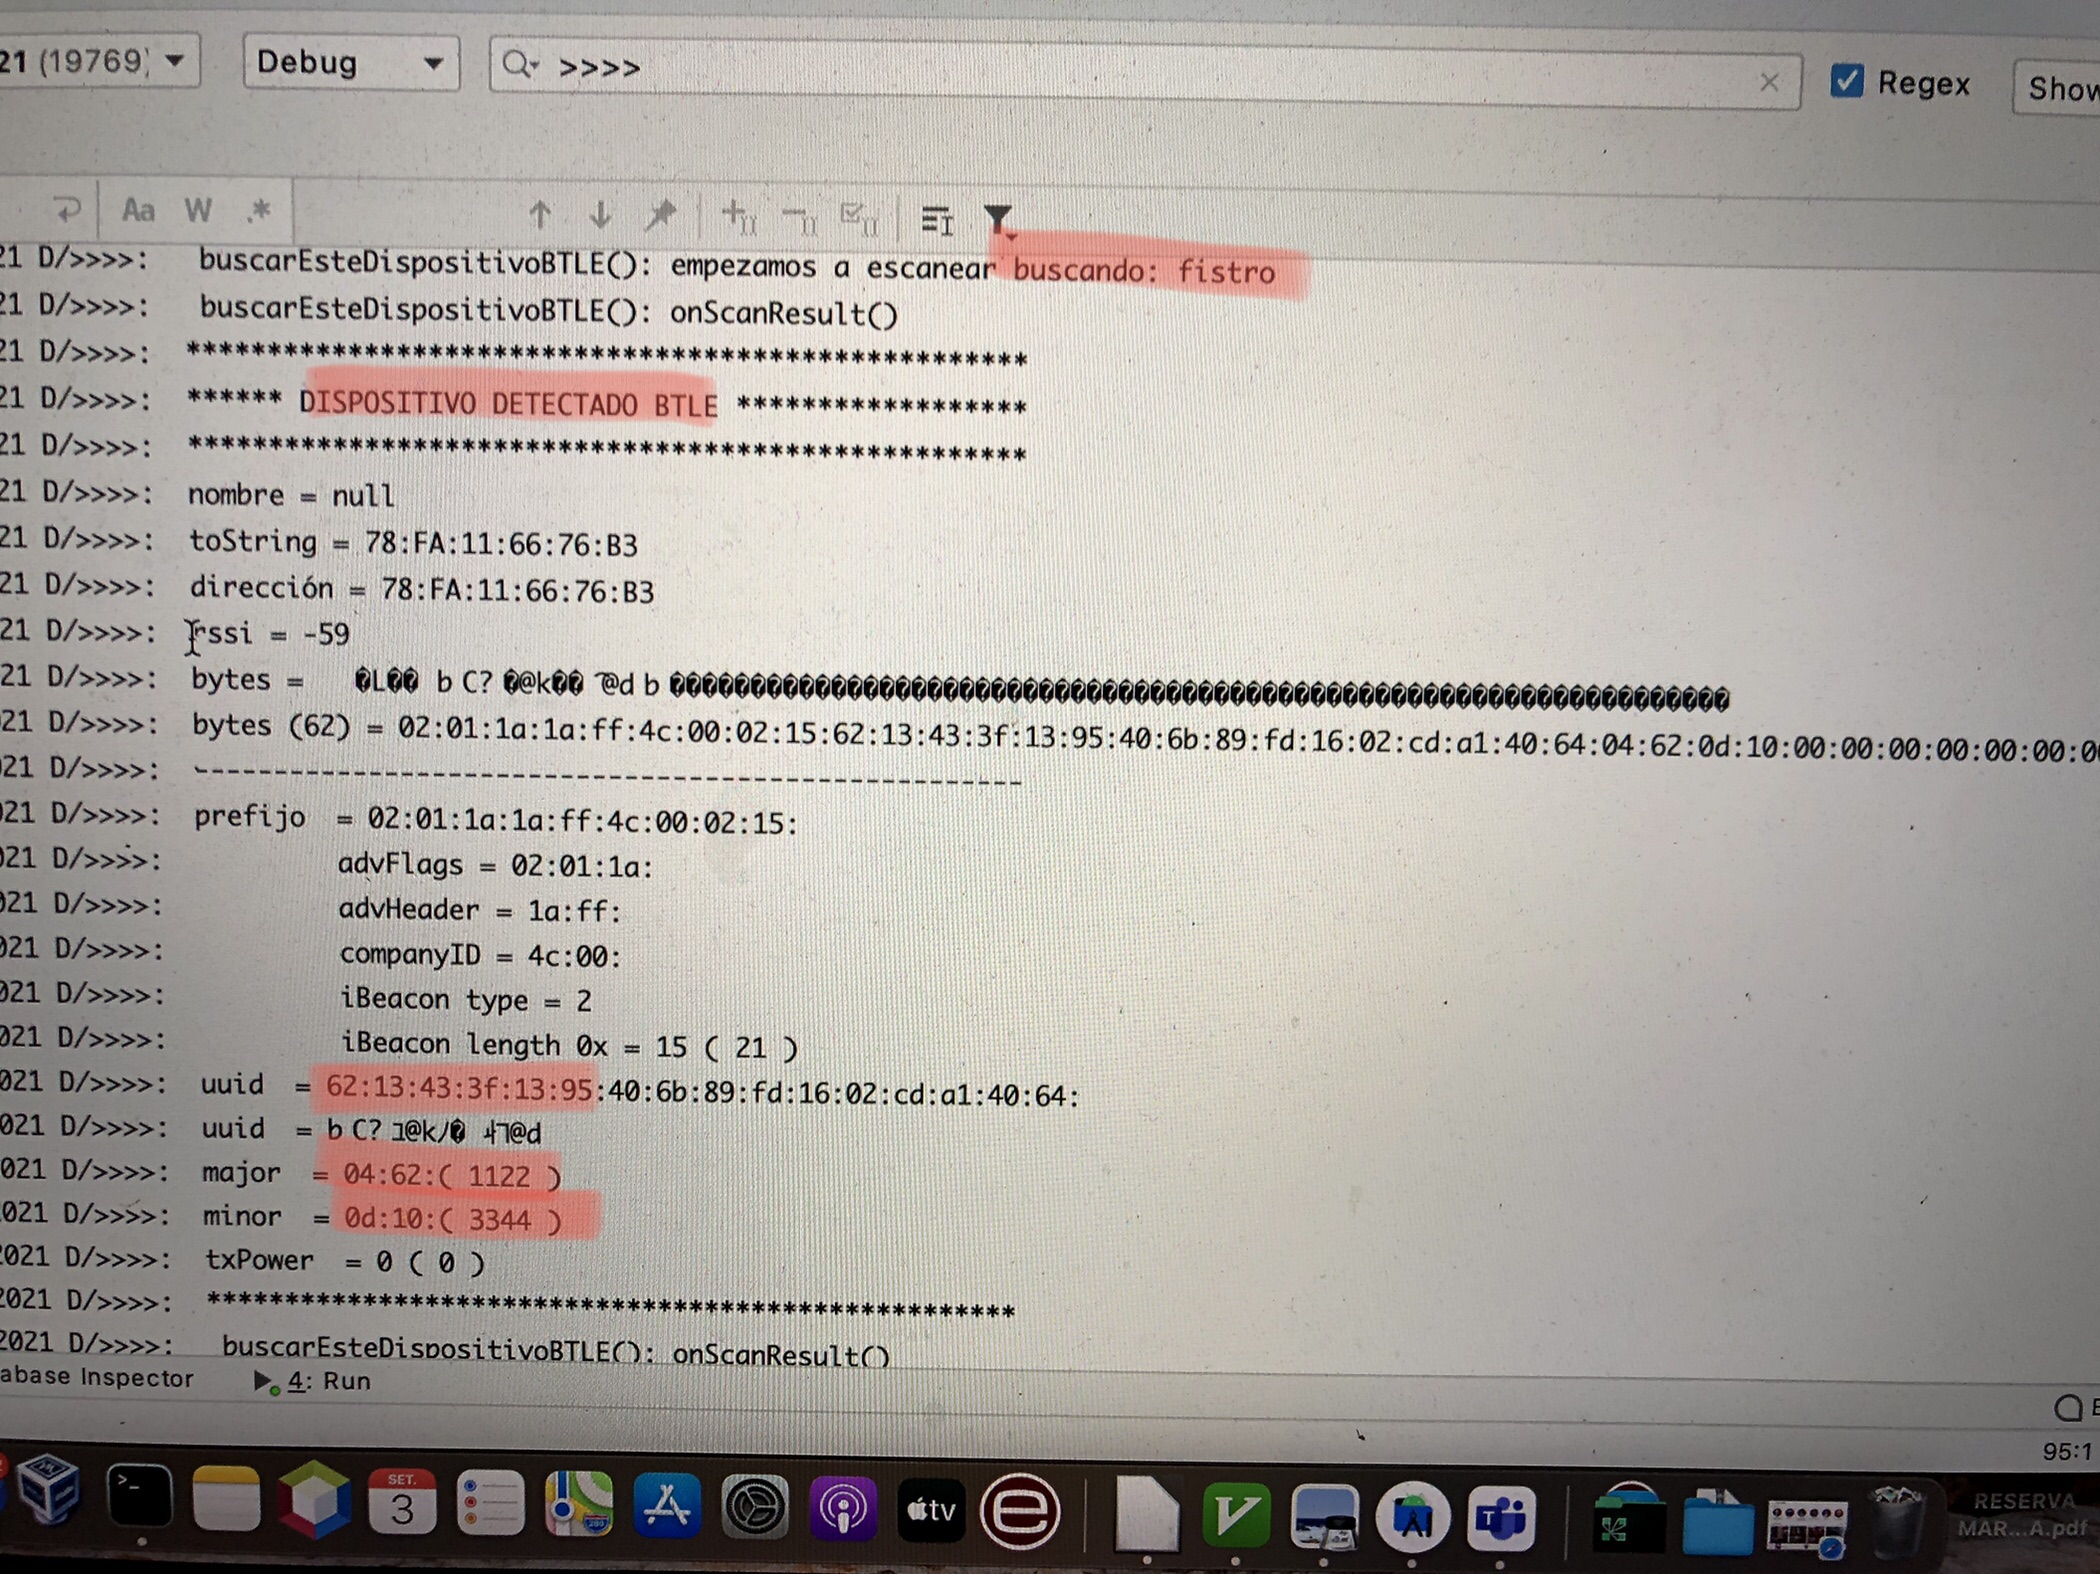 21 (19769) Debug >>>> × Regex Show
Aa W .*
21 D/>>>>: buscarEsteDispositivoBTLE(): empezamos a escanear buscando: fistro
21 D/>>>>: buscarEsteDispositivoBTLE(): onScanResult()
21 D/>>>>: ****************************************************
21 D/>>>>: ****** DISPOSITIVO DETECTADO BTLE ******************
21 D/>>>>: ****************************************************
21 D/>>>>: nombre = null
21 D/>>>>: toString = 78:FA:11:66:76:B3
21 D/>>>>: dirección = 78:FA:11:66:76:B3
21 D/>>>>: rssi = -59
21 D/>>>>: bytes = �L�� b C? �@k�� @d b
021 D/>>>>: bytes (62) = 02:01:1a:1a:ff:4c:00:02:15:62:13:43:3f:13:95:40:6b:89:fd:16:02:cd:a1:40:64:04:62:0d:10:00:00:00:00:00:00:0
021 D/>>>>: ----------------------------------------------------
021 D/>>>>: prefijo = 02:01:1a:1a:ff:4c:00:02:15:
021 D/>>>>: advFlags = 02:01:1a:
021 D/>>>>: advHeader = 1a:ff:
021 D/>>>>: companyID = 4c:00:
021 D/>>>>: iBeacon type = 2
021 D/>>>>: iBeacon length 0x = 15 ( 21 )
021 D/>>>>: uuid = 62:13:43:3f:13:95:40:6b:89:fd:16:02:cd:a1:40:64:
021 D/>>>>: uuid = b C? @k/� @d
021 D/>>>>: major = 04:62:( 1122 )
021 D/>>>>: minor = 0d:10:( 3344 )
2021 D/>>>>: txPower = 0 ( 0 )
2021 D/>>>>: ****************************************************
2021 D/>>>>: buscarEsteDispositivoBTLE(): onScanResult()
abase Inspector 4: Run
E
95:1
SET.
3
tv
T
RESERVA
MAR...A.pdf